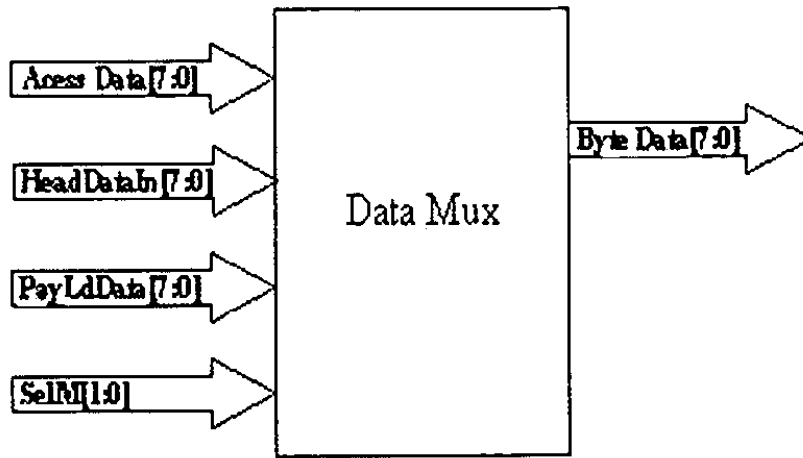 Acess Data[7:0]
HeadDataIn[7:0]
PayLdData[7:0]
SelM[1:0]
Data Mux
Byte Data[7:0]